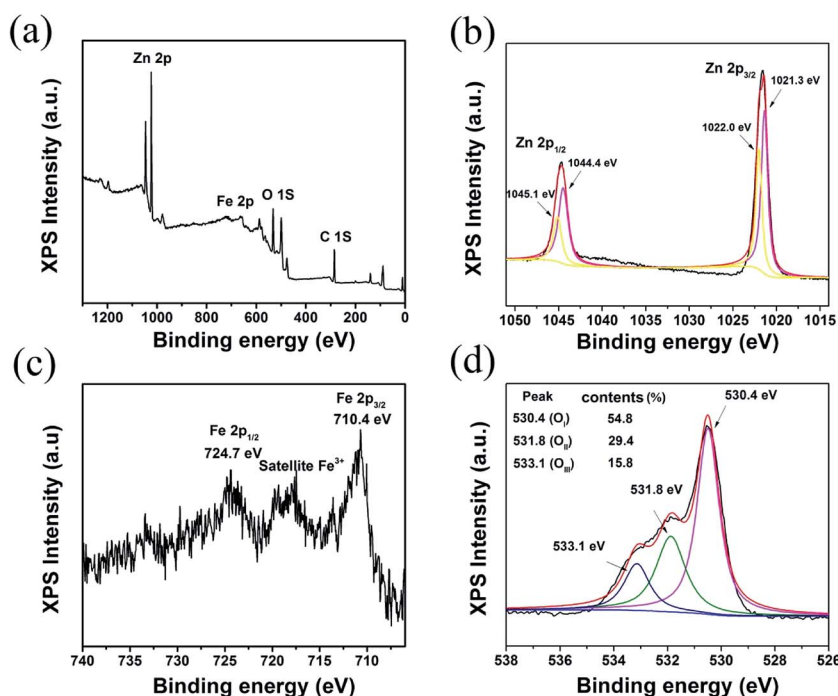 (a)
Zn 2p
Fe 2p
O 1S
C 1S
XPS Intensity (a.u.)
1200 1000 800 600 400 200 0
Binding energy (eV)
(b)
Zn 2p3/2
1021.3 eV
1022.0 eV
Zn 2p1/2
1044.4 eV
1045.1 eV
XPS Intensity (a.u.)
1050 1045 1040 1035 1030 1025 1020 1015
Binding energy (eV)
(c)
Fe 2p3/2
710.4 eV
Fe 2p1/2
724.7 eV
Satellite Fe3+
XPS Intensity (a.u)
740 735 730 725 720 715 710
Binding energy (eV)
(d)
Peak contents (%)
530.4 (OI) 54.8
531.8 (OII) 29.4
533.1 (OIII) 15.8
530.4 eV
531.8 eV
533.1 eV
XPS Intensity (a.u.)
538 536 534 532 530 528 526
Binding energy (eV)